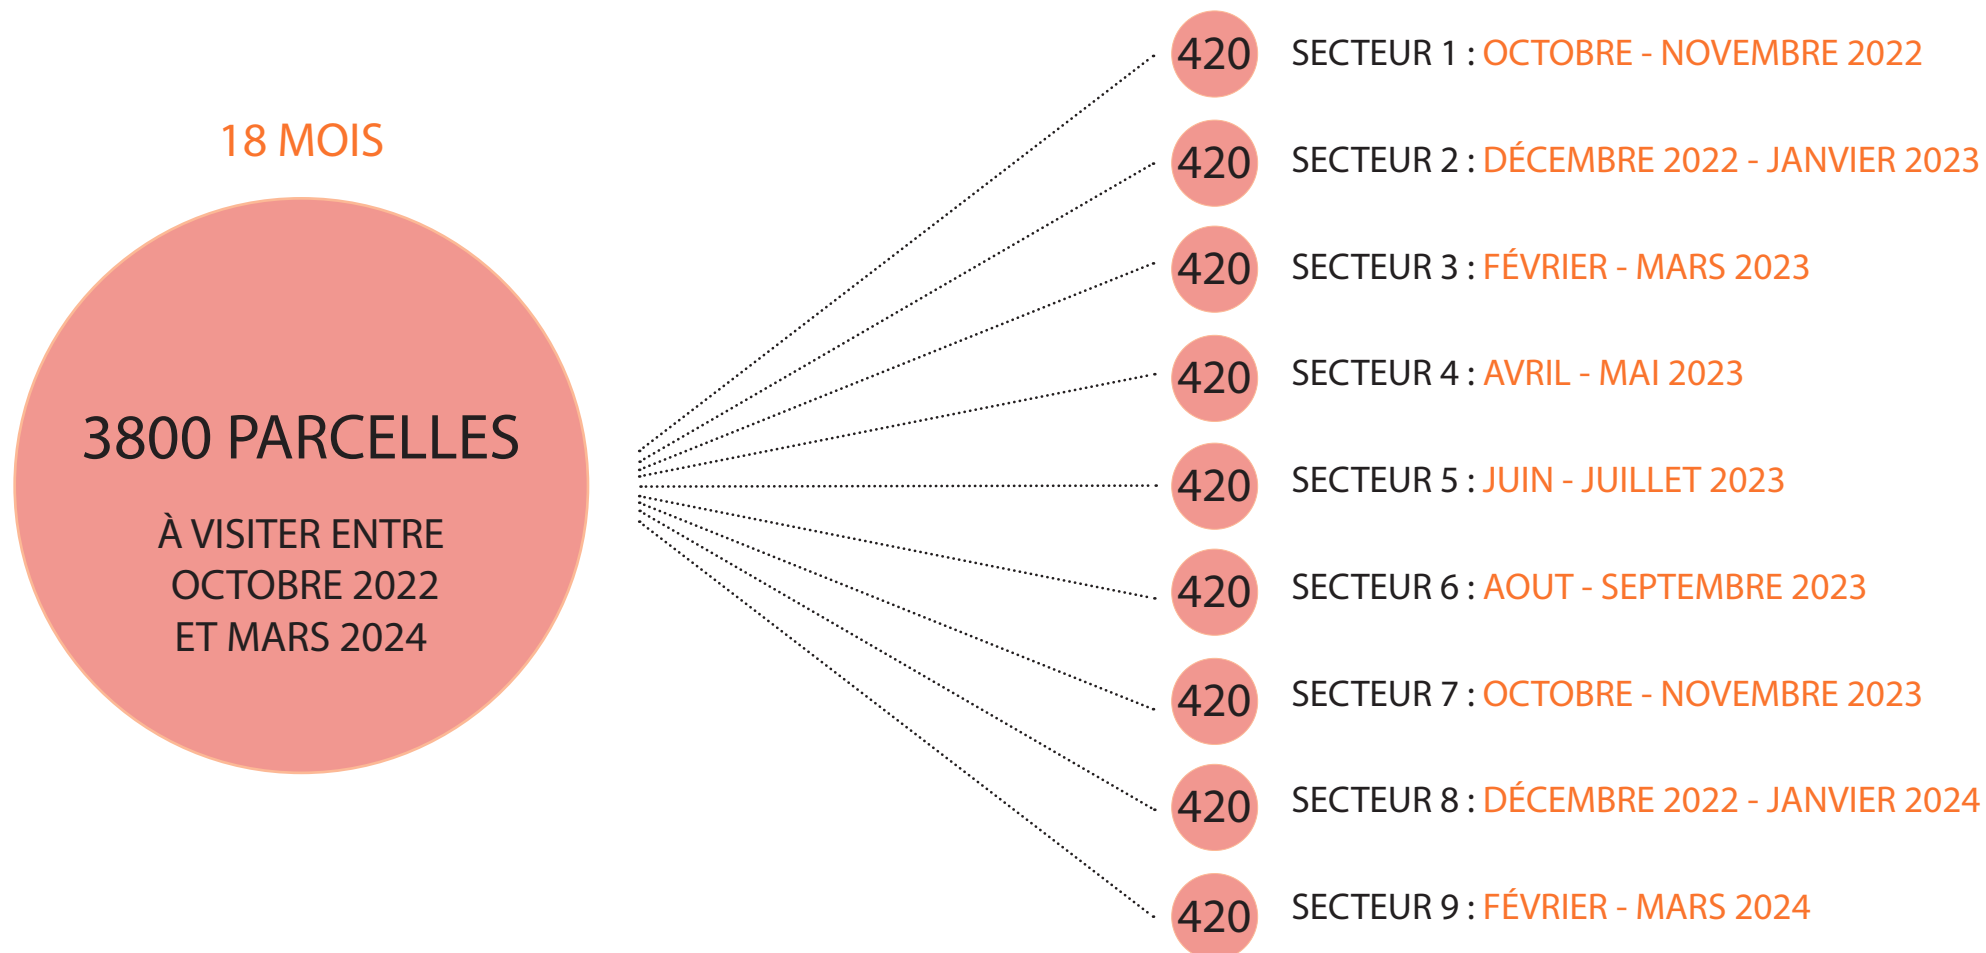 18 MOIS
3800 PARCELLES
À VISITER ENTRE
OCTOBRE 2022
ET MARS 2024
420 SECTEUR 1 : OCTOBRE - NOVEMBRE 2022
420 SECTEUR 2 : DÉCEMBRE 2022 - JANVIER 2023
420 SECTEUR 3 : FÉVRIER - MARS 2023
420 SECTEUR 4 : AVRIL - MAI 2023
420 SECTEUR 5 : JUIN - JUILLET 2023
420 SECTEUR 6 : AOUT - SEPTEMBRE 2023
420 SECTEUR 7 : OCTOBRE - NOVEMBRE 2023
420 SECTEUR 8 : DÉCEMBRE 2022 - JANVIER 2024
420 SECTEUR 9 : FÉVRIER - MARS 2024